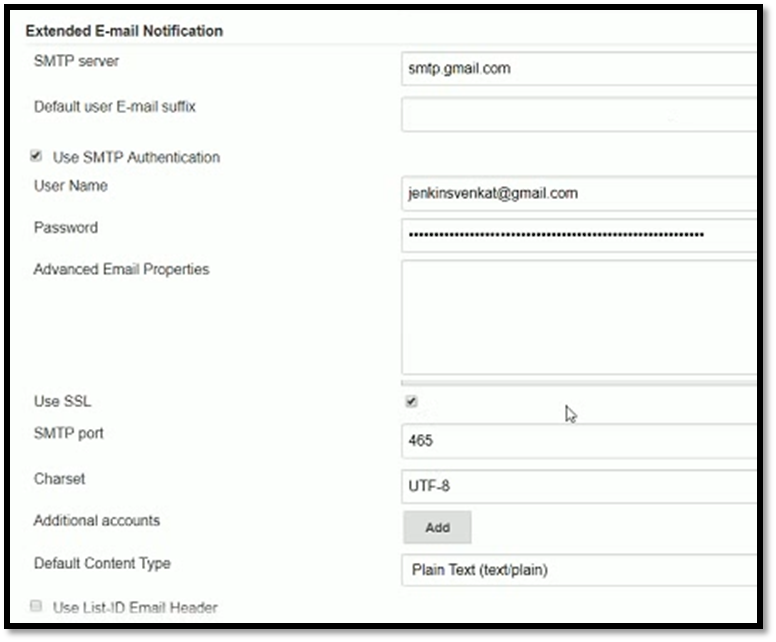 Extended E-mail Notification
SMTP server
smtp.gmail.com
Default user E-mail suffix
Use SMTP Authentication
User Name
jenkinsvenkat@gmail.com
Password
Advanced Email Properties
Use SSL
SMTP port
465
Charset
UTF-8
Additional accounts
Add
Default Content Type
Plain Text (text/plain)
Use List-ID Email Header